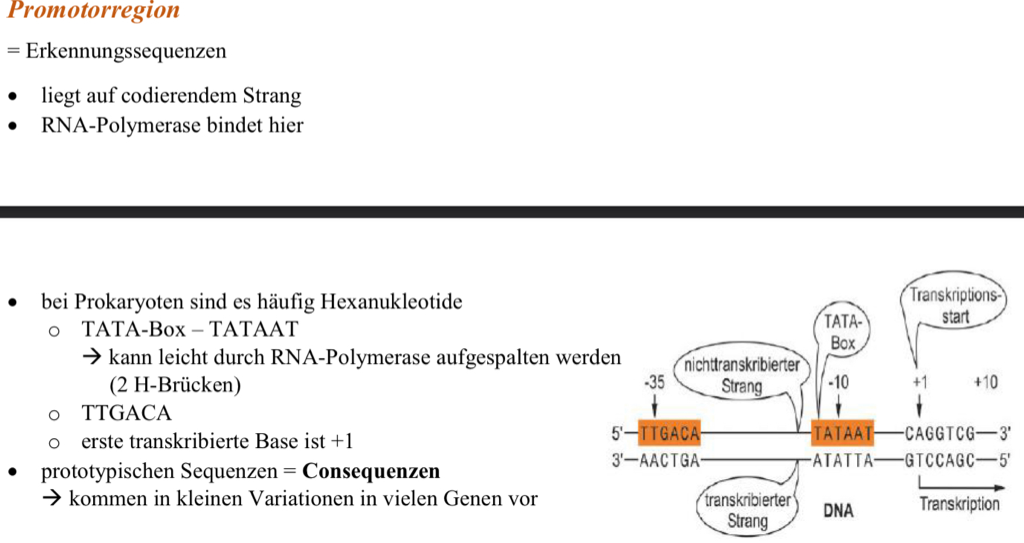 Promotorregion
= Erkennungssequenzen
• liegt auf codierendem Strang
• RNA-Polymerase bindet hier
• bei Prokaryoten sind es häufig Hexanukleotide
o TATA-Box – TATAAT
→ kann leicht durch RNA-Polymerase aufgespalten werden
(2 H-Brücken)
o TTGACA
o erste transkribierte Base ist +1
• prototypischen Sequenzen = Consequenzen
→ kommen in kleinen Variationen in vielen Genen vor
Transkriptions-
start
TATA-
Box
nichttranskribierter
Strang
-35
-10
+1
+10
5'—TTGACA—TATAAT—CAGGTCG—3'
3'—AACTGA—ATATTA—GTCCAGC—5'
transkribierter
Strang
DNA
Transkription